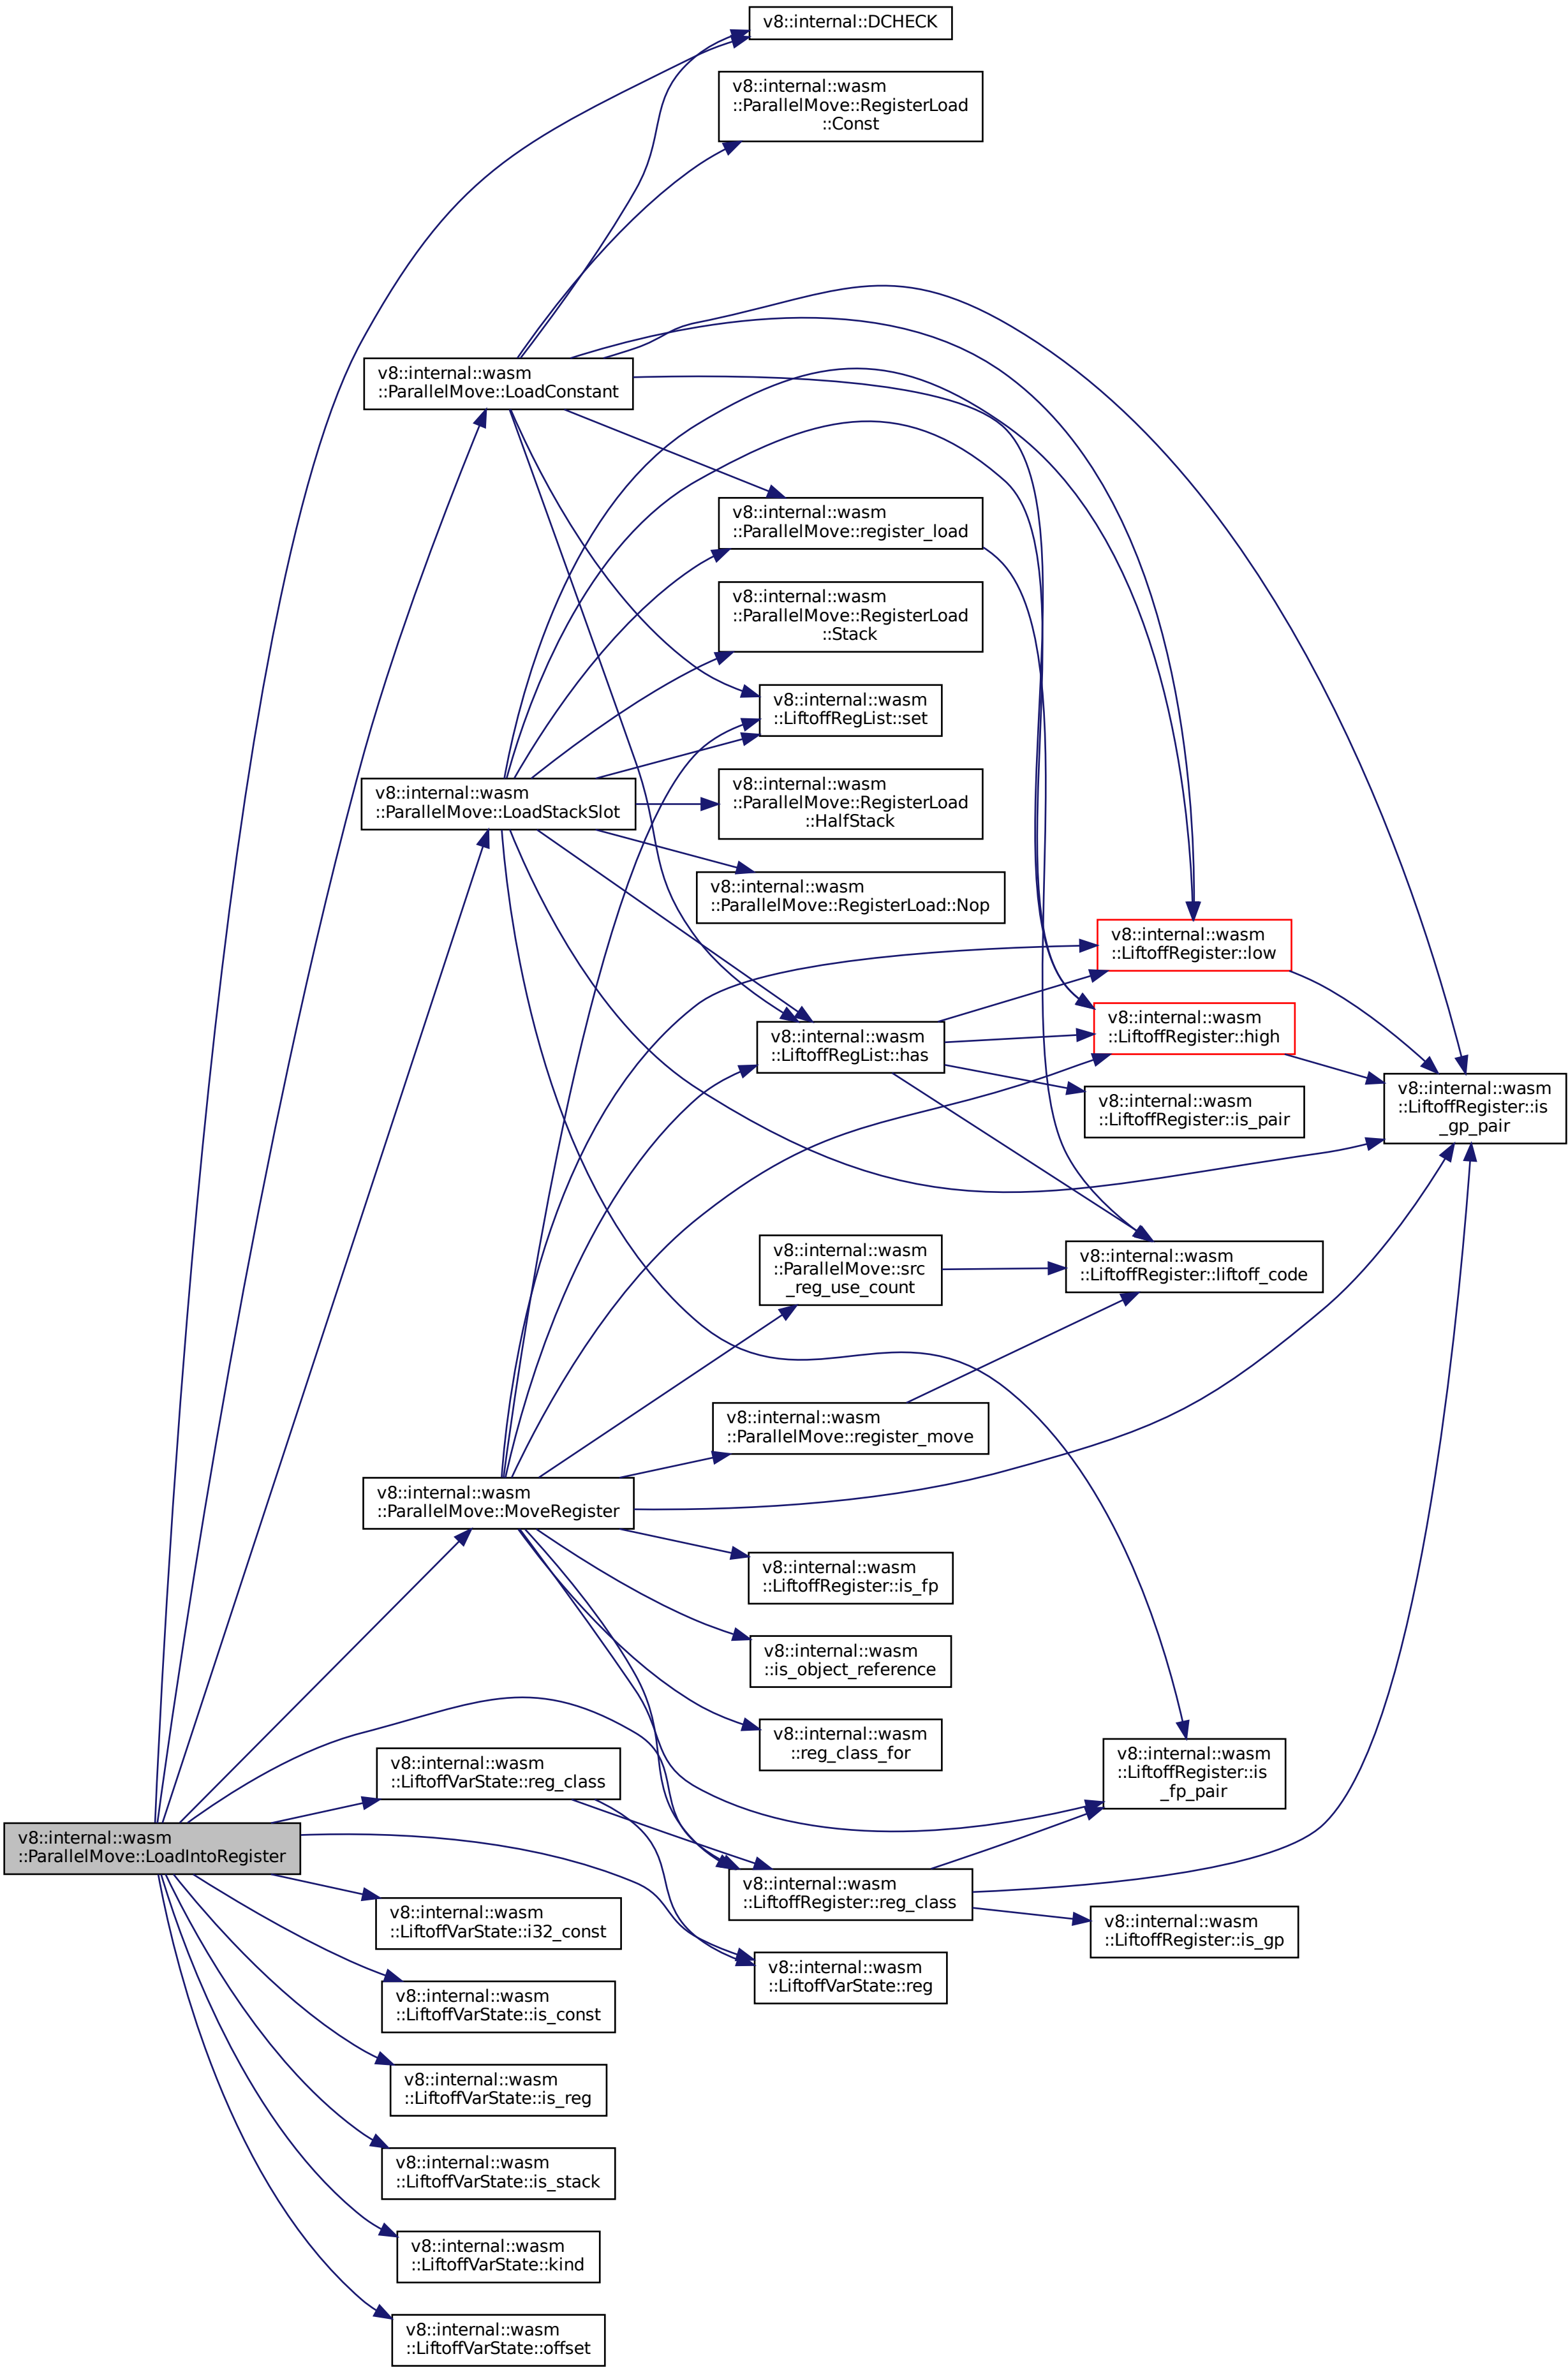 v8::internal::DCHECK
v8::internal::wasm
::ParallelMove::RegisterLoad
::Const
v8::internal::wasm
::ParallelMove::LoadConstant
v8::internal::wasm
::ParallelMove::register_load
v8::internal::wasm
::ParallelMove::RegisterLoad
::Stack
v8::internal::wasm
::LiftoffRegList::set
v8::internal::wasm
::ParallelMove::LoadStackSlot
v8::internal::wasm
::ParallelMove::RegisterLoad
::HalfStack
v8::internal::wasm
::ParallelMove::RegisterLoad::Nop
v8::internal::wasm
::LiftoffRegister::low
v8::internal::wasm
::LiftoffRegister::high
v8::internal::wasm
::LiftoffRegList::has
v8::internal::wasm
::LiftoffRegister::is_pair
v8::internal::wasm
::LiftoffRegister::is
_gp_pair
v8::internal::wasm
::ParallelMove::src
_reg_use_count
v8::internal::wasm
::LiftoffRegister::liftoff_code
v8::internal::wasm
::ParallelMove::register_move
v8::internal::wasm
::ParallelMove::MoveRegister
v8::internal::wasm
::LiftoffRegister::is_fp
v8::internal::wasm
::is_object_reference
v8::internal::wasm
::reg_class_for
v8::internal::wasm
::LiftoffRegister::is
_fp_pair
v8::internal::wasm
::LiftoffVarState::reg_class
v8::internal::wasm
::ParallelMove::LoadIntoRegister
v8::internal::wasm
::LiftoffRegister::reg_class
v8::internal::wasm
::LiftoffVarState::i32_const
v8::internal::wasm
::LiftoffRegister::is_gp
v8::internal::wasm
::LiftoffVarState::reg
v8::internal::wasm
::LiftoffVarState::is_const
v8::internal::wasm
::LiftoffVarState::is_reg
v8::internal::wasm
::LiftoffVarState::is_stack
v8::internal::wasm
::LiftoffVarState::kind
v8::internal::wasm
::LiftoffVarState::offset